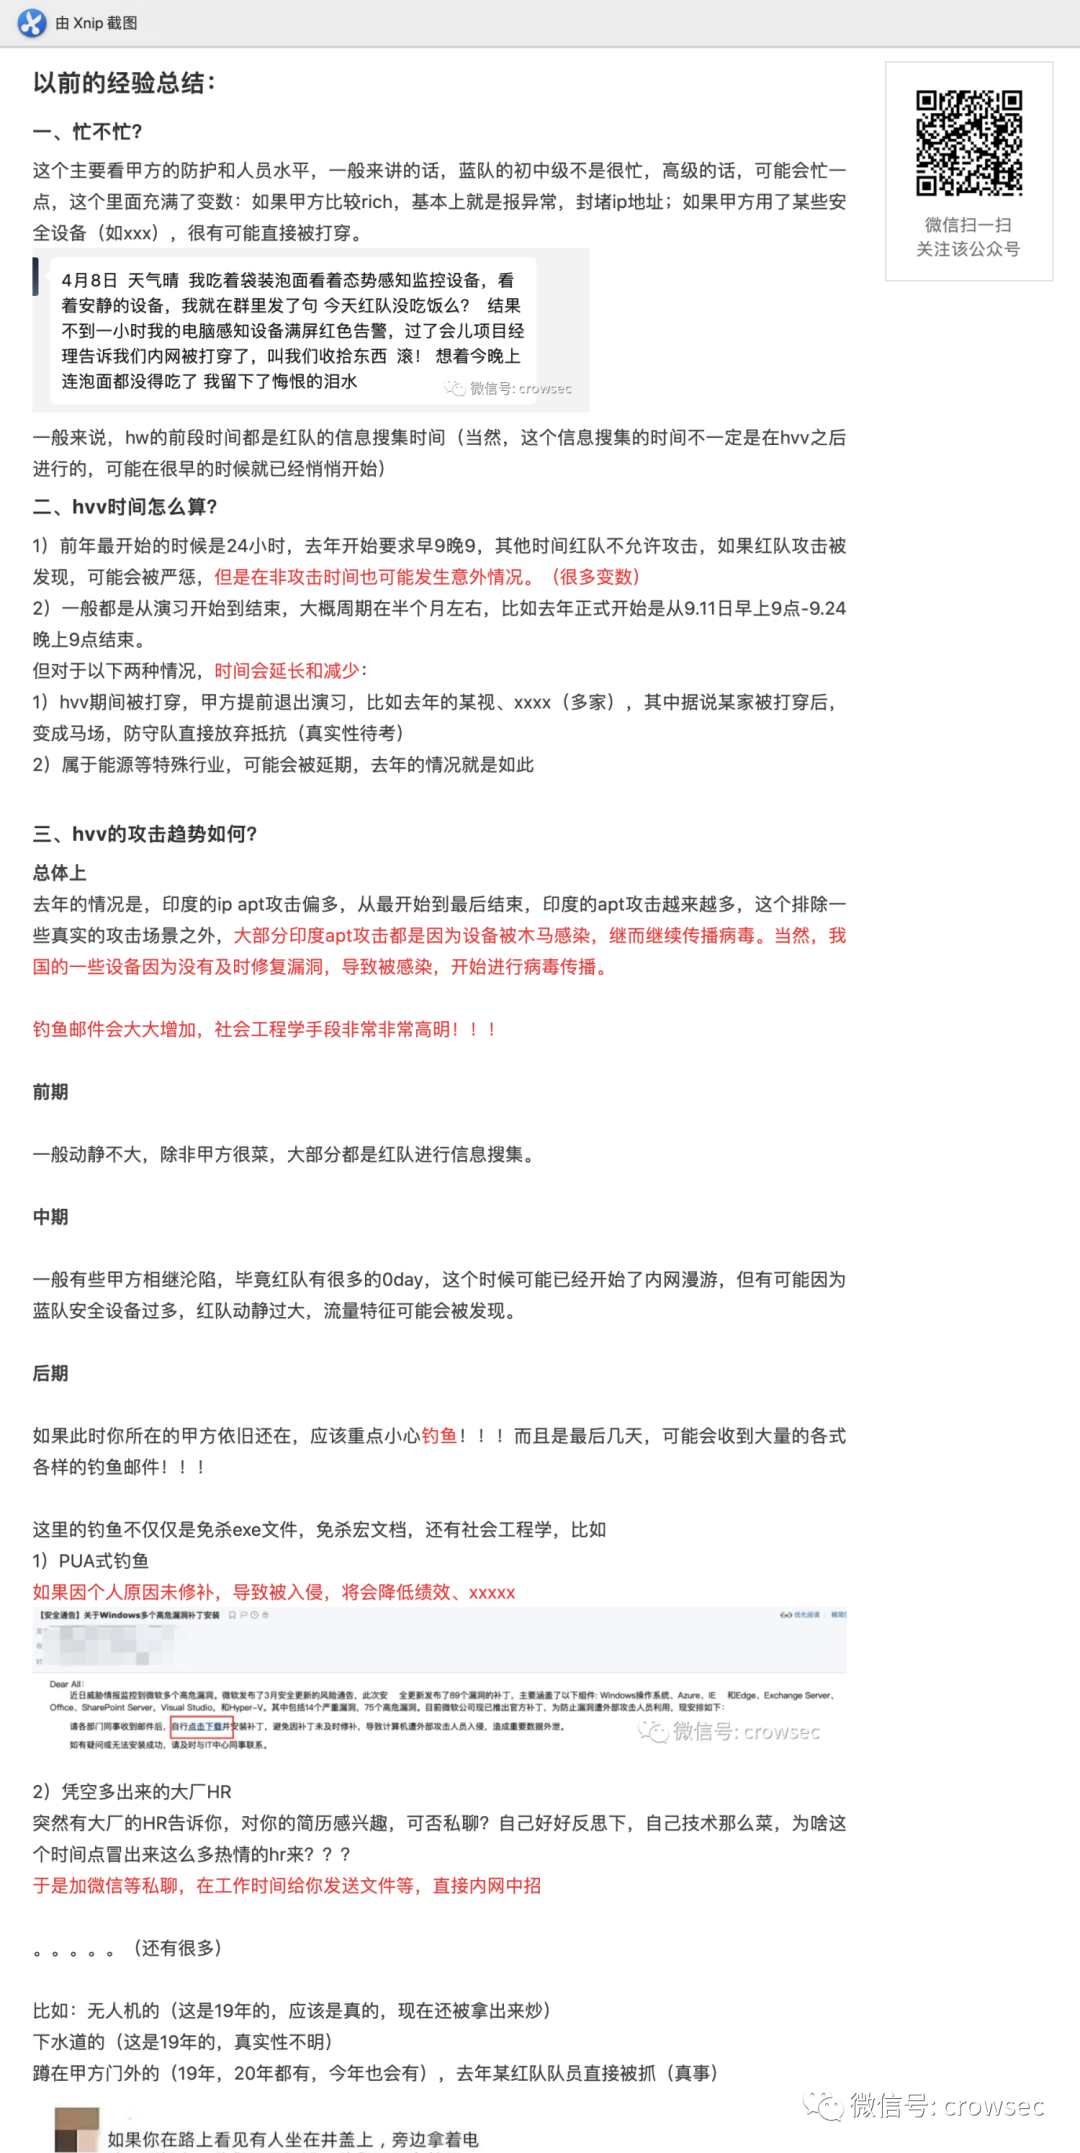 由 Xnip 截图
以前的经验总结：
微信扫一扫
关注该公众号
一、忙不忙？
这个主要看甲方的防护和人员水平，一般来讲的话，蓝队的初中级不是很忙，高级的话，可能会忙一
点，这个里面充满了变数：如果甲方比较rich，基本上就是报异常，封堵ip地址；如果甲方用了某些安
全设备（如xxx），很有可能直接被打穿。
4月8日 天气晴 我吃着袋装泡面看着态势感知监控设备，看
着安静的设备，我就在群里发了句 今天红队没吃饭么？ 结果
不到一小时我的电脑感知设备满屏红色告警，过了会儿项目经
理告诉我们内网被打穿了，叫我们收拾东西 滚！ 想着今晚上
连泡面都没得吃了 我留下了悔恨的泪水
微信号: crowsec
一般来说，hw的前段时间都是红队的信息搜集时间（当然，这个信息搜集的时间不一定是在hvv之后
进行的，可能在很早的时候就已经悄悄开始）
二、hvv时间怎么算？
1）前年最开始的时候是24小时，去年开始要求早9晚9，其他时间红队不允许攻击，如果红队攻击被
发现，可能会被严惩，但是在非攻击时间也可能发生意外情况。（很多变数）
2）一般都是从演习开始到结束，大概周期在半个月左右，比如去年正式开始是从9.11日早上9点-9.24
晚上9点结束。
但对于以下两种情况，时间会延长和减少：
1）hvv期间被打穿，甲方提前退出演习，比如去年的某视、xxxx（多家），其中据说某家被打穿后，
变成马场，防守队直接放弃抵抗（真实性待考）
2）属于能源等特殊行业，可能会被延期，去年的情况就是如此
三、hvv的攻击趋势如何？
总体上
去年的情况是，印度的ip apt攻击偏多，从最开始到最后结束，印度的apt攻击越来越多，这个排除一
些真实的攻击场景之外，大部分印度apt攻击都是因为设备被木马感染，继而继续传播病毒。当然，我
国的一些设备因为没有及时修复漏洞，导致被感染，开始进行病毒传播。
钓鱼邮件会大大增加，社会工程学手段非常非常高明！！！
前期
一般动静不大，除非甲方很菜，大部分都是红队进行信息搜集。
中期
一般有些甲方相继沦陷，毕竟红队有很多的0day，这个时候可能已经开始了内网漫游，但有可能因为
蓝队安全设备过多，红队动静过大，流量特征可能会被发现。
后期
如果此时你所在的甲方依旧还在，应该重点小心钓鱼！！！而且是最后几天，可能会收到大量的各式
各样的钓鱼邮件！！！
这里的钓鱼不仅仅是免杀exe文件，免杀宏文档，还有社会工程学，比如
1）PUA式钓鱼
如果因个人原因未修补，导致被入侵，将会降低绩效、xxxxx
【安全通告】关于Windows多个高危漏洞补丁安装
优化阅读
Dear All:
近日威胁情报监控到微软多个高危漏洞。微软发布了3月安全更新的风险通告，此次安 全更新发布了89个漏洞的补丁，主要涵盖了以下组件: Windows操作系统、Azure、IE 和Edge、Exchange Server、
Office、SharePoint Server，Visual Studio，和Hyper-V。其中包括14个严重漏洞，75个高危漏洞。目前微软公司现已推出官方补丁，为防止漏洞遭外部攻击人员利用，现安排如下：
请各部门同事收到邮件后，自行点击下载并安装补丁，避免因补丁未及时修补，导致计算机遭外部攻击人员入侵，造成重要数据外泄。
微信号: crowsec
如有疑问或无法安装成功，请及时与IT中心同事联系。
2）凭空多出来的大厂HR
突然有大厂的HR告诉你，对你的简历感兴趣，可否私聊？自己好好反思下，自己技术那么菜，为啥这
个时间点冒出来这么多热情的hr来？？？
于是加微信等私聊，在工作时间给你发送文件等，直接内网中招
。。。。。（还有很多）
比如：无人机的（这是19年的，应该是真的，现在还被拿出来炒）
下水道的（这是19年的，真实性不明）
蹲在甲方门外的（19年，20年都有，今年也会有），去年某红队队员直接被抓（真事）
微信号: crowsec
如果你在路上看见有人坐在井盖上，旁边拿着电